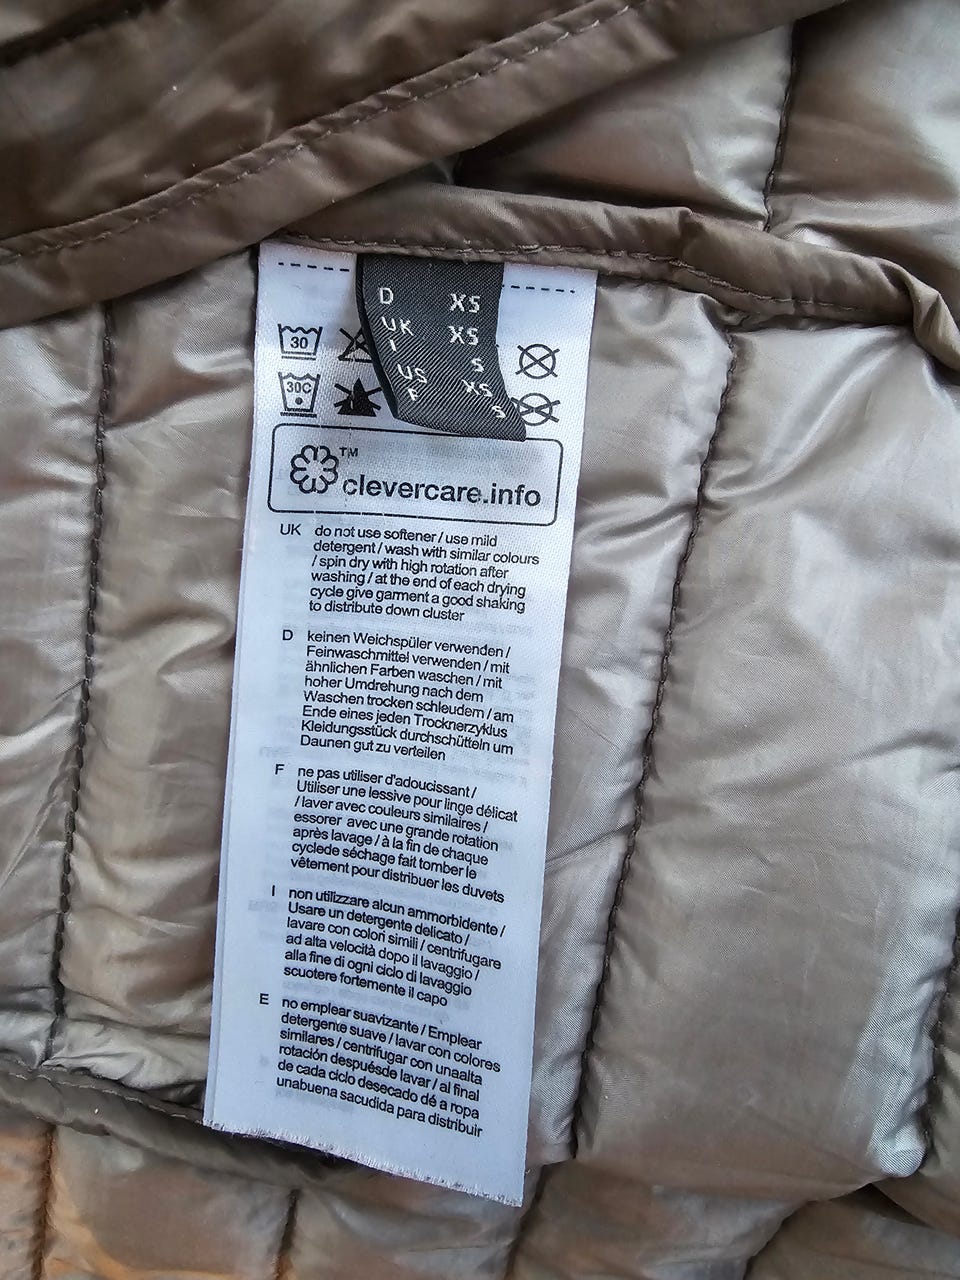 D XS
UK XS
I S
US XS
F S
30
30C
TM
clevercare.info
UK do not use softener / use mild
detergent / wash with similar colours
/ spin dry with high rotation after
washing / at the end of each drying
cycle give garment a good shaking
to distribute down cluster
D keinen Weichspüler verwenden /
Feinwaschmittel verwenden / mit
ähnlichen Farben waschen / mit
hoher Umdrehung nach dem
Waschen trocken schleudern / am
Ende eines jeden Trocknerzyklus
Kleidungsstück durchschütteln um
Daunen gut zu verteilen
F ne pas utiliser d'adoucissant /
Utiliser une lessive pour linge délicat
/ laver avec couleurs similaires /
essorer avec une grande rotation
après lavage / à la fin de chaque
cyclede séchage fait tomber le
vêtement pour distribuer les duvets
I non utilizzare alcun ammorbidente /
Usare un detergente delicato /
lavare con colori simili / centrifugare
ad alta velocità dopo il lavaggio /
alla fine di ogni ciclo di lavaggio
scuotere fortemente il capo
E no emplear suavizante / Emplear
detergente suave / lavar con colores
similares / centrifugar con unaalta
rotación despuésde lavar / al final
de cada ciclo desecado dé a ropa
unabuena sacudida para distribuir